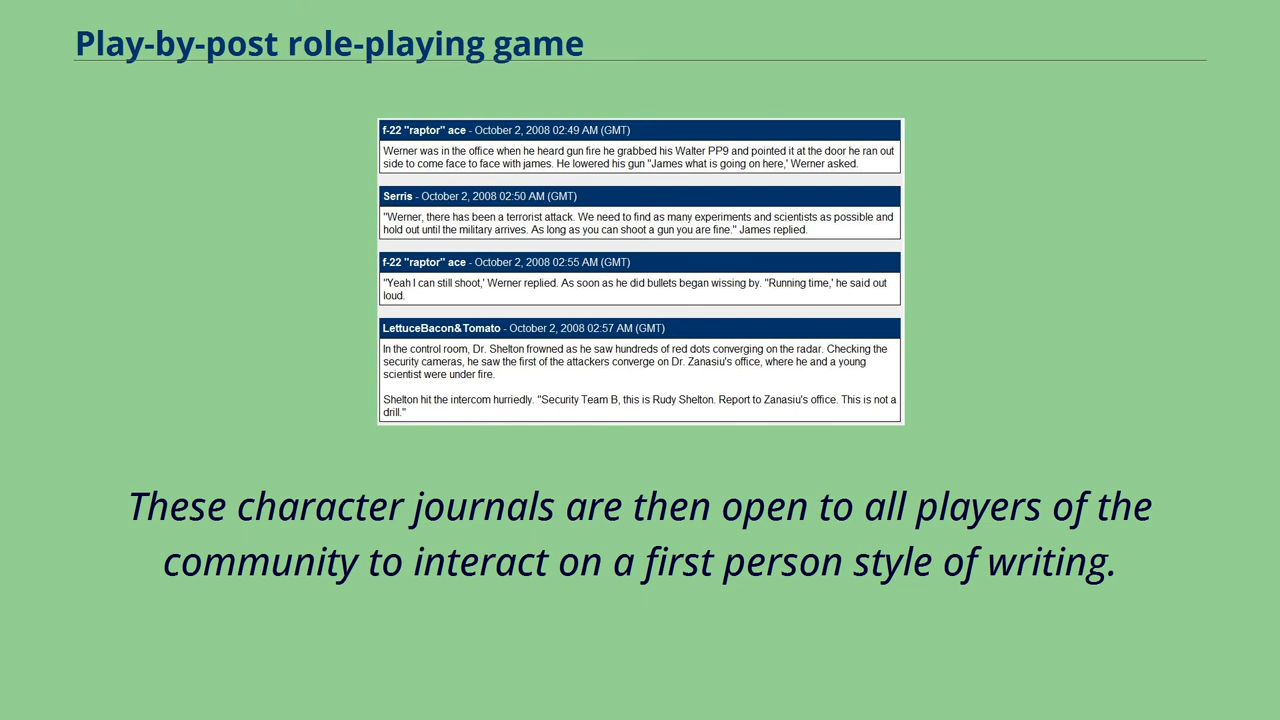 Play-by-post role-playing game
f-22 "raptor" ace - October 2, 2008 02:49 AM (GMT)
Werner was in the office when he heard gun fire he grabbed his Walter PP9 and pointed it at the door he ran out
side to come face to face with james. He lowered his gun "James what is going on here,' Werner asked.
Serris - October 2, 2008 02:50 AM (GMT)
"Werner, there has been a terrorist attack. We need to find as many experiments and scientists as possible and
hold out until the military arrives. As long as you can shoot a gun you are fine." James replied.
f-22 "raptor" ace - October 2, 2008 02:55 AM (GMT)
"Yeah I can still shoot,' Werner replied. As soon as he did bullets began wissing by. "Running time,' he said out
loud.
LettuceBacon&Tomato - October 2, 2008 02:57 AM (GMT)
In the control room, Dr. Shelton frowned as he saw hundreds of red dots converging on the radar. Checking the
security cameras, he saw the first of the attackers converge on Dr. Zanasiu's office, where he and a young
scientist were under fire.
Shelton hit the intercom hurriedly. "Security Team B, this is Rudy Shelton. Report to Zanasiu's office. This is not a
drill."
These character journals are then open to all players of the
community to interact on a first person style of writing.